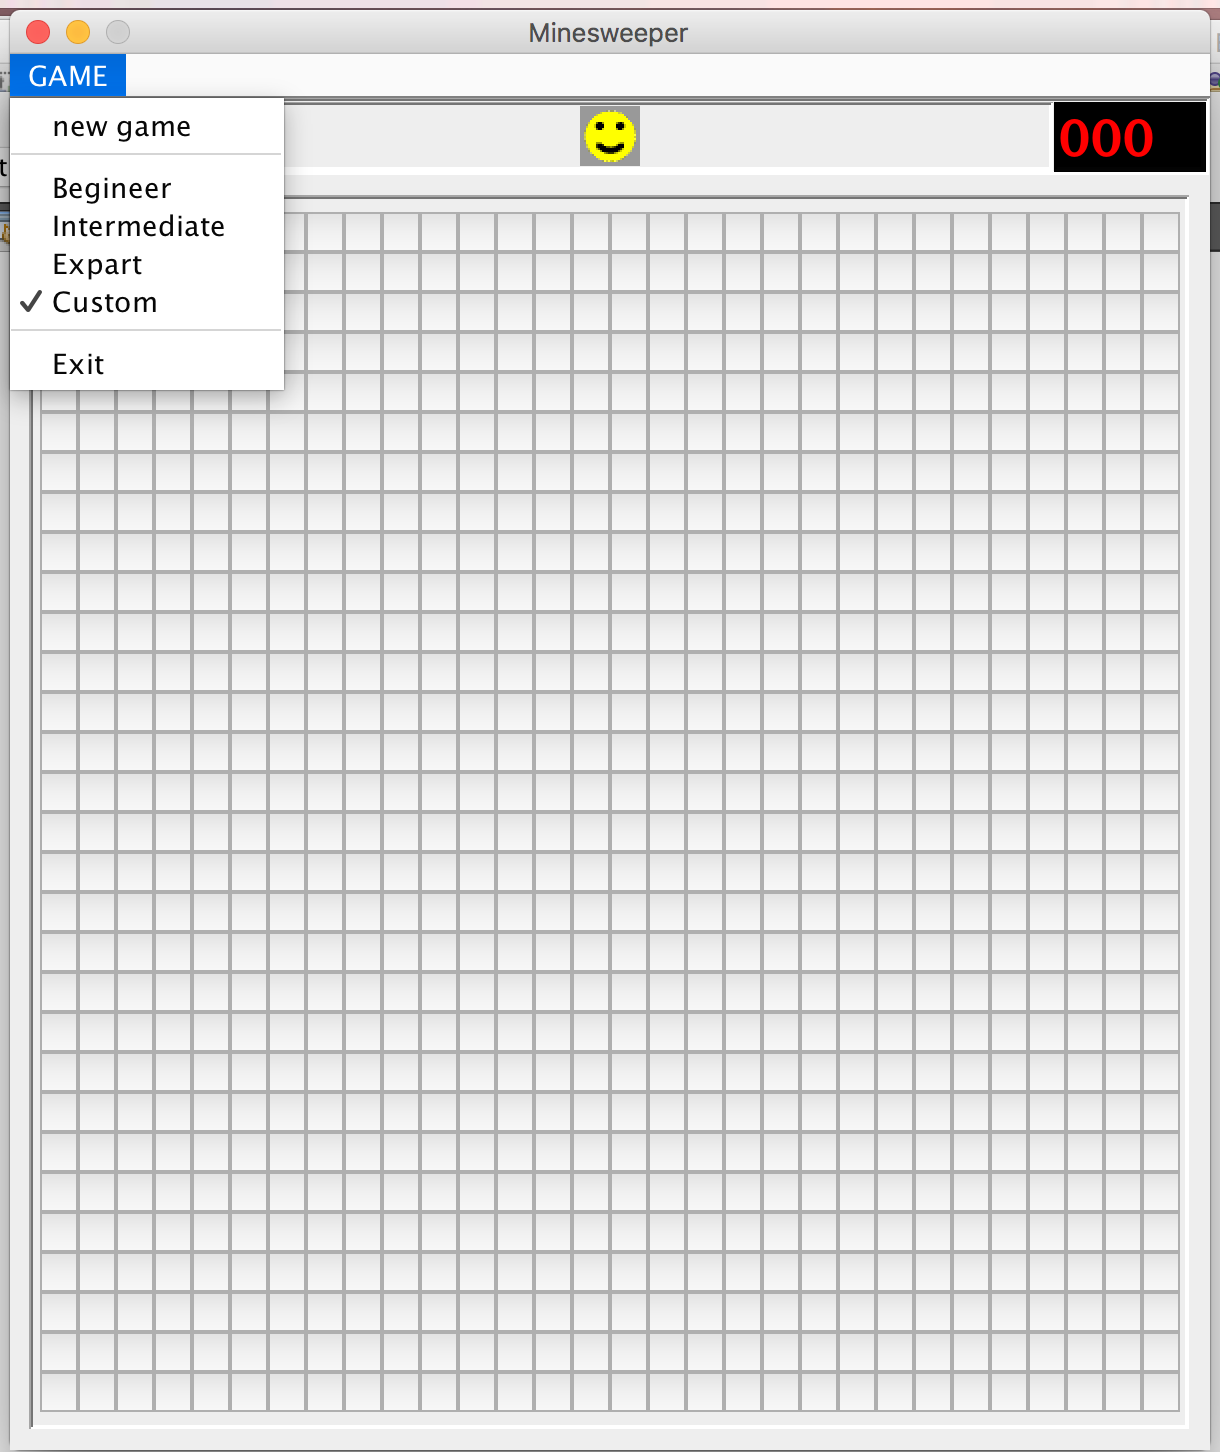 Minesweeper
GAME
new game
000
Begineer
Intermediate
Expart
Custom
Exit